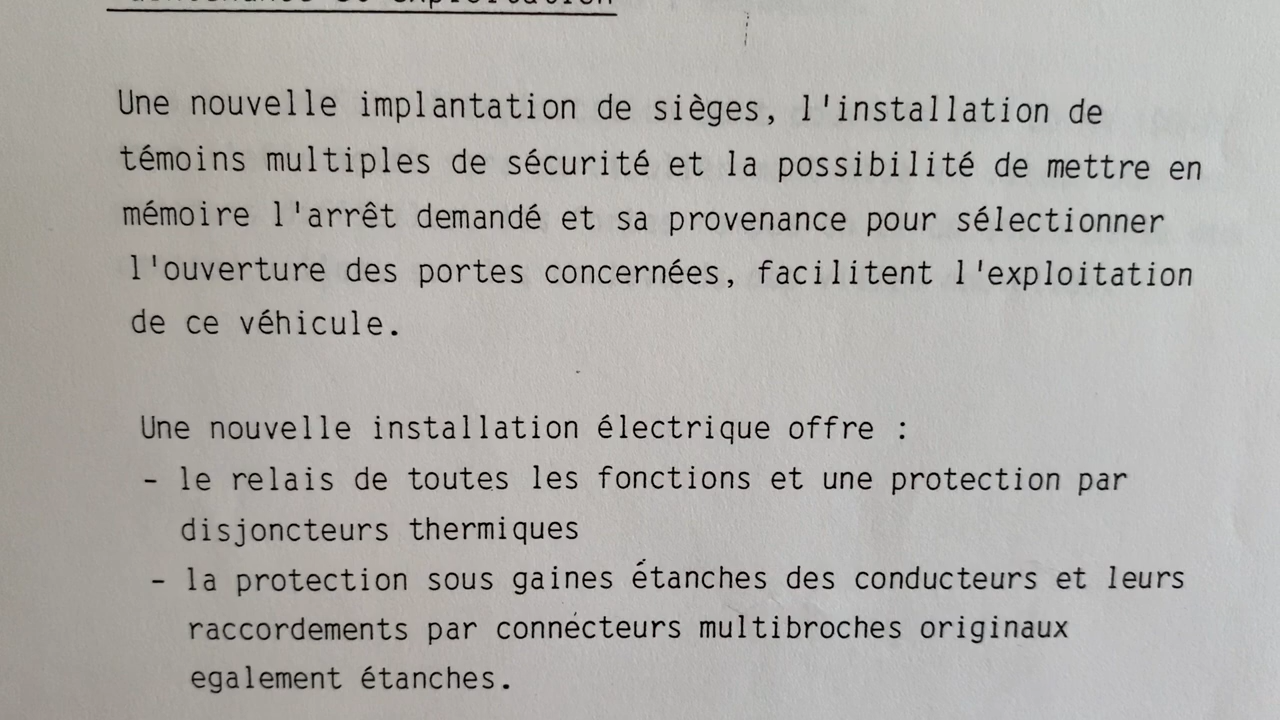 et exploitation
Une nouvelle implantation de sièges, l'installation de
témoins multiples de sécurité et la possibilité de mettre en
mémoire l'arrêt demandé et sa provenance pour sélectionner
l'ouverture des portes concernées, facilitent l'exploitation
de ce véhicule.
Une nouvelle installation électrique offre :
- le relais de toutes les fonctions et une protection par
disjoncteurs thermiques
- la protection sous gaines étanches des conducteurs et leurs
raccordements par connecteurs multibroches originaux
egalement étanches.